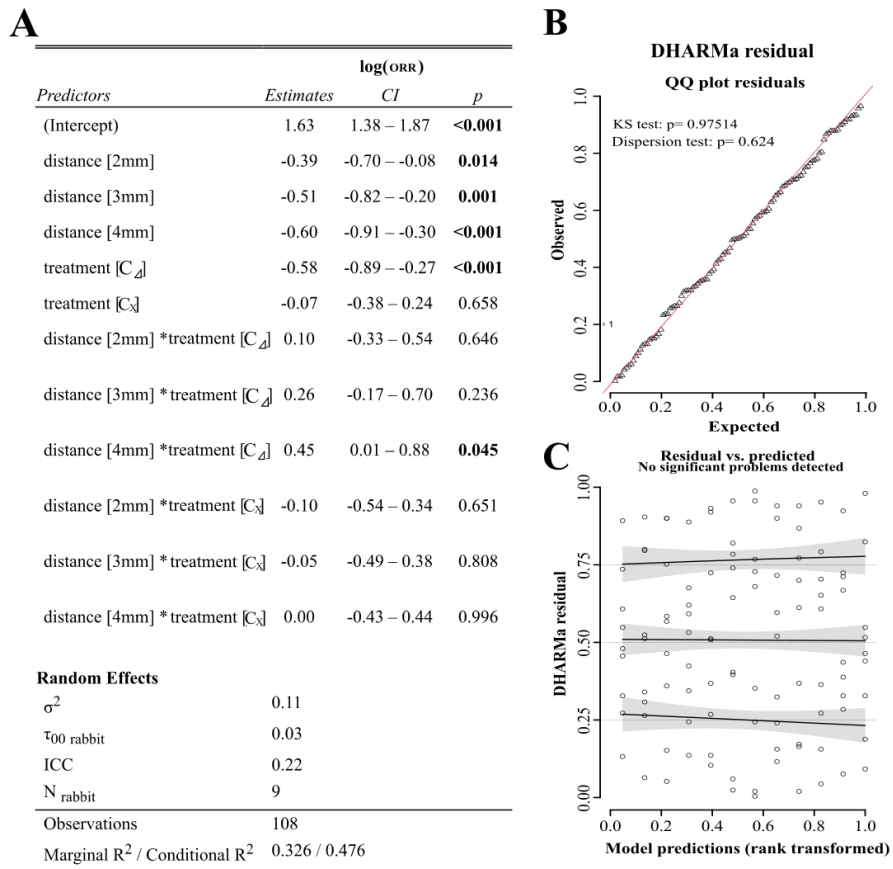 A
log(ORR)
Predictors Estimates CI p
(Intercept) 1.63 1.38 – 1.87 <0.001
distance [2mm] -0.39 -0.70 – -0.08 0.014
distance [3mm] -0.51 -0.82 – -0.20 0.001
distance [4mm] -0.60 -0.91 – -0.30 <0.001
treatment [C⊿] -0.58 -0.89 – -0.27 <0.001
treatment [Cx] -0.07 -0.38 – 0.24 0.658
distance [2mm] *treatment [C⊿] 0.10 -0.33 – 0.54 0.646
distance [3mm] *treatment [C⊿] 0.26 -0.17 – 0.70 0.236
distance [4mm] *treatment [C⊿] 0.45 0.01 – 0.88 0.045
distance [2mm] *treatment [Cx] -0.10 -0.54 – 0.34 0.651
distance [3mm] *treatment [Cx] -0.05 -0.49 – 0.38 0.808
distance [4mm] *treatment [Cx] 0.00 -0.43 – 0.44 0.996
Random Effects
σ² 0.11
τ00 rabbit 0.03
ICC 0.22
N rabbit 9
Observations 108
Marginal R² / Conditional R² 0.326 / 0.476
B
DHARMa residual
QQ plot residuals
KS test: p= 0.97514
Dispersion test: p= 0.624
Observed
1.0
0.8
0.6
0.4
0.2
0.0
0.0 0.2 0.4 0.6 0.8 1.0
Expected
C
Residual vs. predicted
No significant problems detected
DHARMa residual
1.00
0.75
0.50
0.25
0.00
0.0 0.2 0.4 0.6 0.8 1.0
Model predictions (rank transformed)